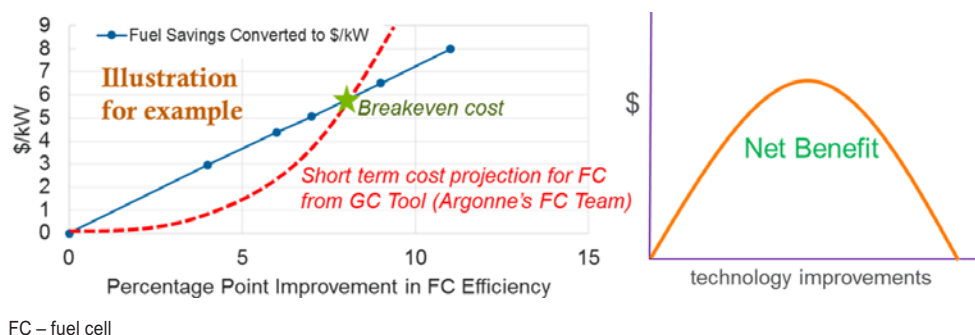 9
8
7
6
5
4
3
2
1
0
$/kW
Fuel Savings Converted to $/kW
Illustration
for example
Breakeven cost
Short term cost projection for FC
from GC Tool (Argonne's FC Team)
0 5 10 15
Percentage Point Improvement in FC Efficiency
$
Net Benefit
technology improvements
FC – fuel cell